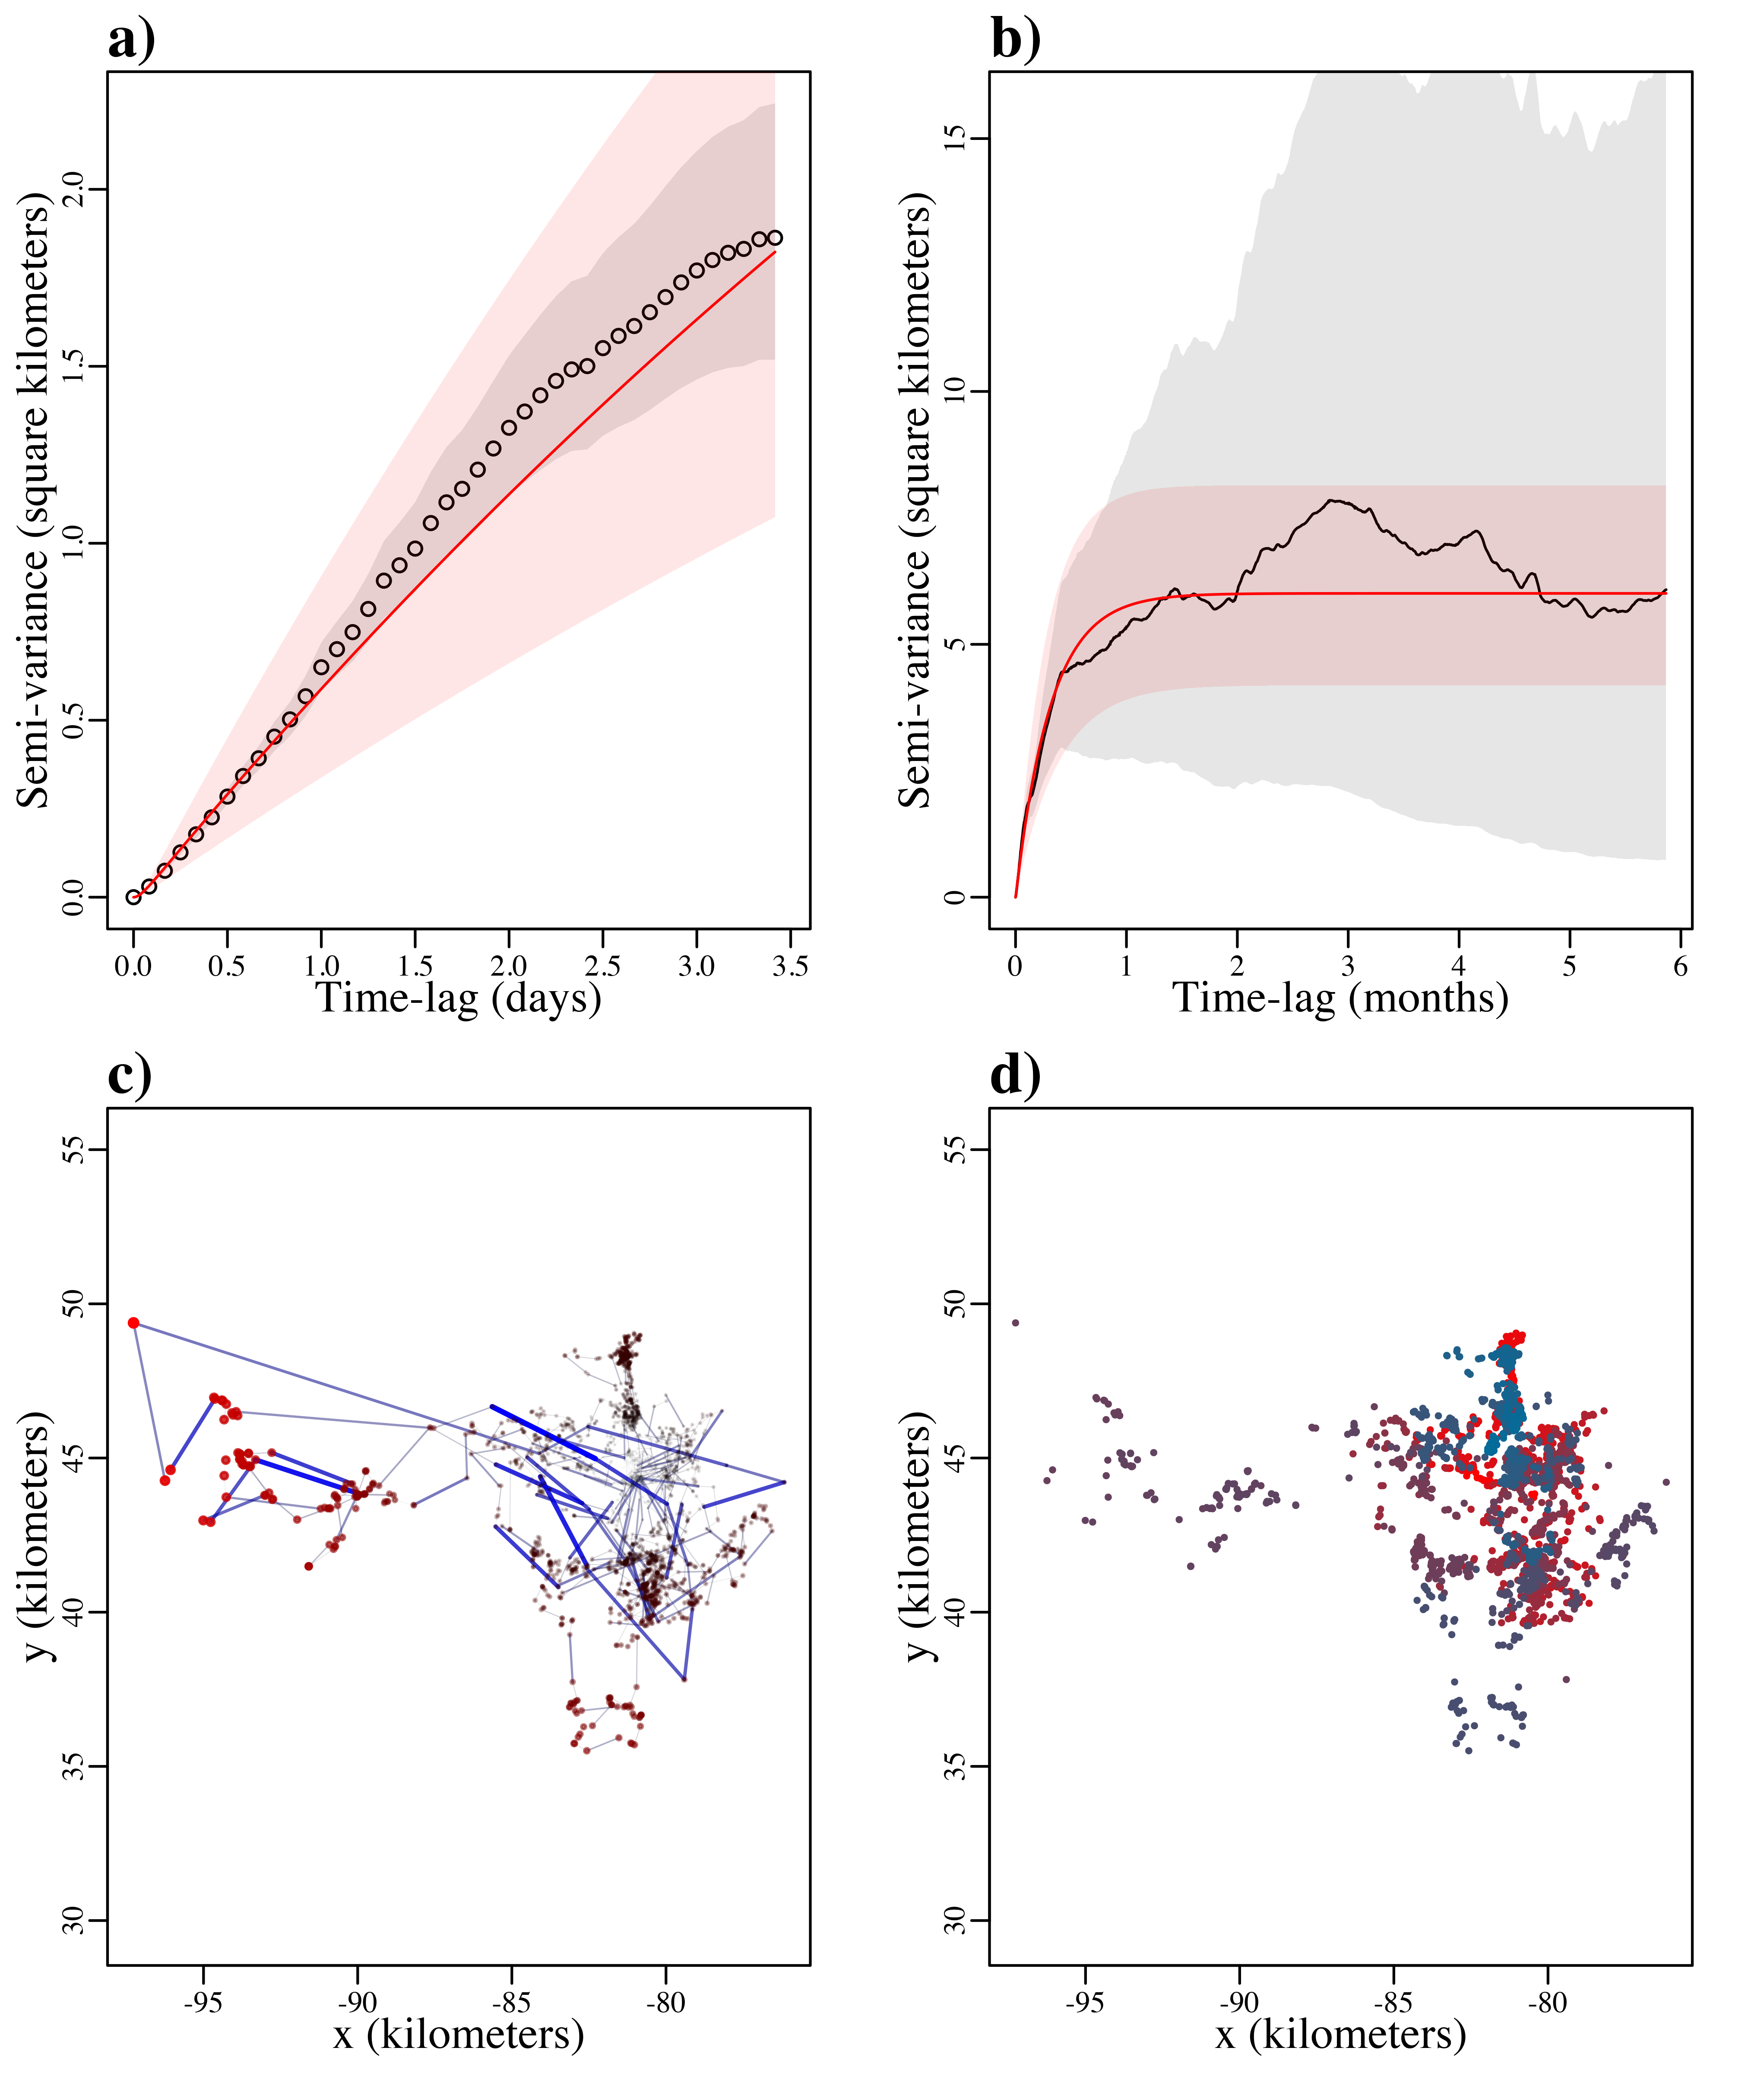 a)
Semi-variance (square kilometers)
2.0
1.5
1.0
0.5
0.0
0.0 0.5 1.0 1.5 2.0 2.5 3.0 3.5
Time-lag (days)
b)
Semi-variance (square kilometers)
15
10
5
0
0 1 2 3 4 5 6
Time-lag (months)
c)
y (kilometers)
55
50
45
40
35
30
-95 -90 -85 -80
x (kilometers)
d)
y (kilometers)
55
50
45
40
35
30
-95 -90 -85 -80
x (kilometers)